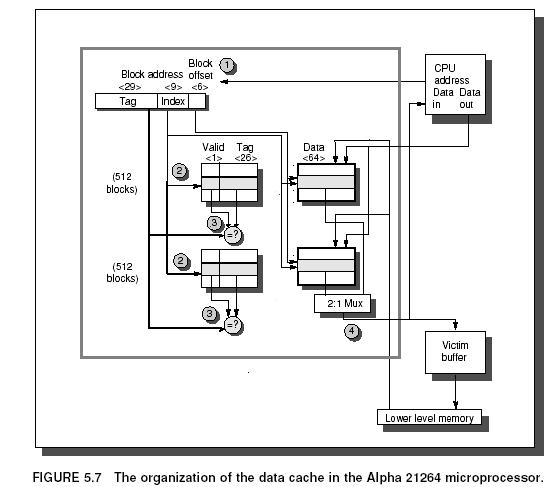 Block address
Block
offset
1
<29>
<9>
<6>
Tag
Index
CPU
address
Data Data
in out
Valid
<1>
Tag
<26>
Data
<64>
(512
blocks)
2
3
=?
(512
blocks)
2
3
=?
2:1 Mux
4
Victim
buffer
Lower level memory
FIGURE 5.7 The organization of the data cache in the Alpha 21264 microprocessor.